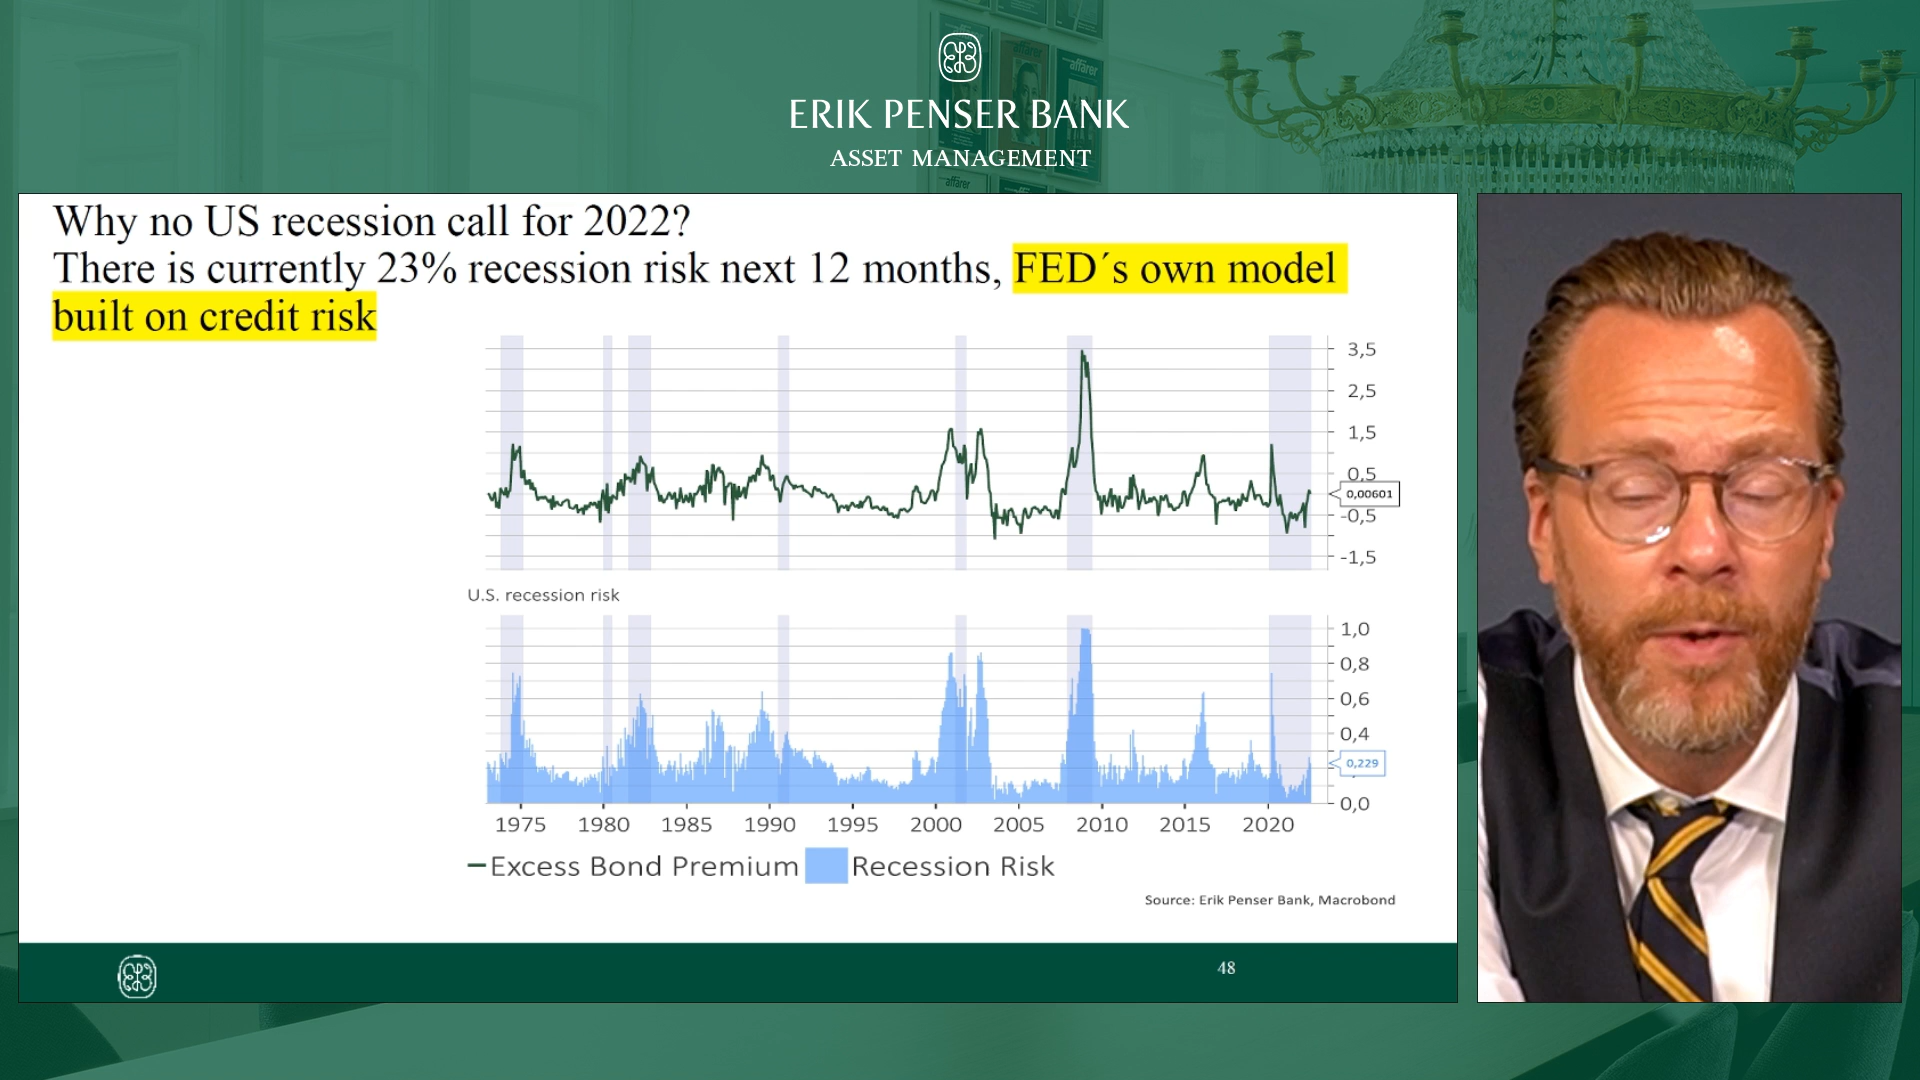 affärer
affärer
affärer
ERIK PENSER BANK
ASSET MANAGEMENT
affärer
Why no US recession call for 2022?
There is currently 23% recession risk next 12 months, FED´s own model
built on credit risk
3,5
2,5
1,5
0,5
0,00601
-0,5
-1,5
U.S. recession risk
1,0
0,8
0,6
0,4
0,229
0,0
1975 1980 1985 1990 1995 2000 2005 2010 2015 2020
Excess Bond Premium Recession Risk
Source: Erik Penser Bank, Macrobond
48